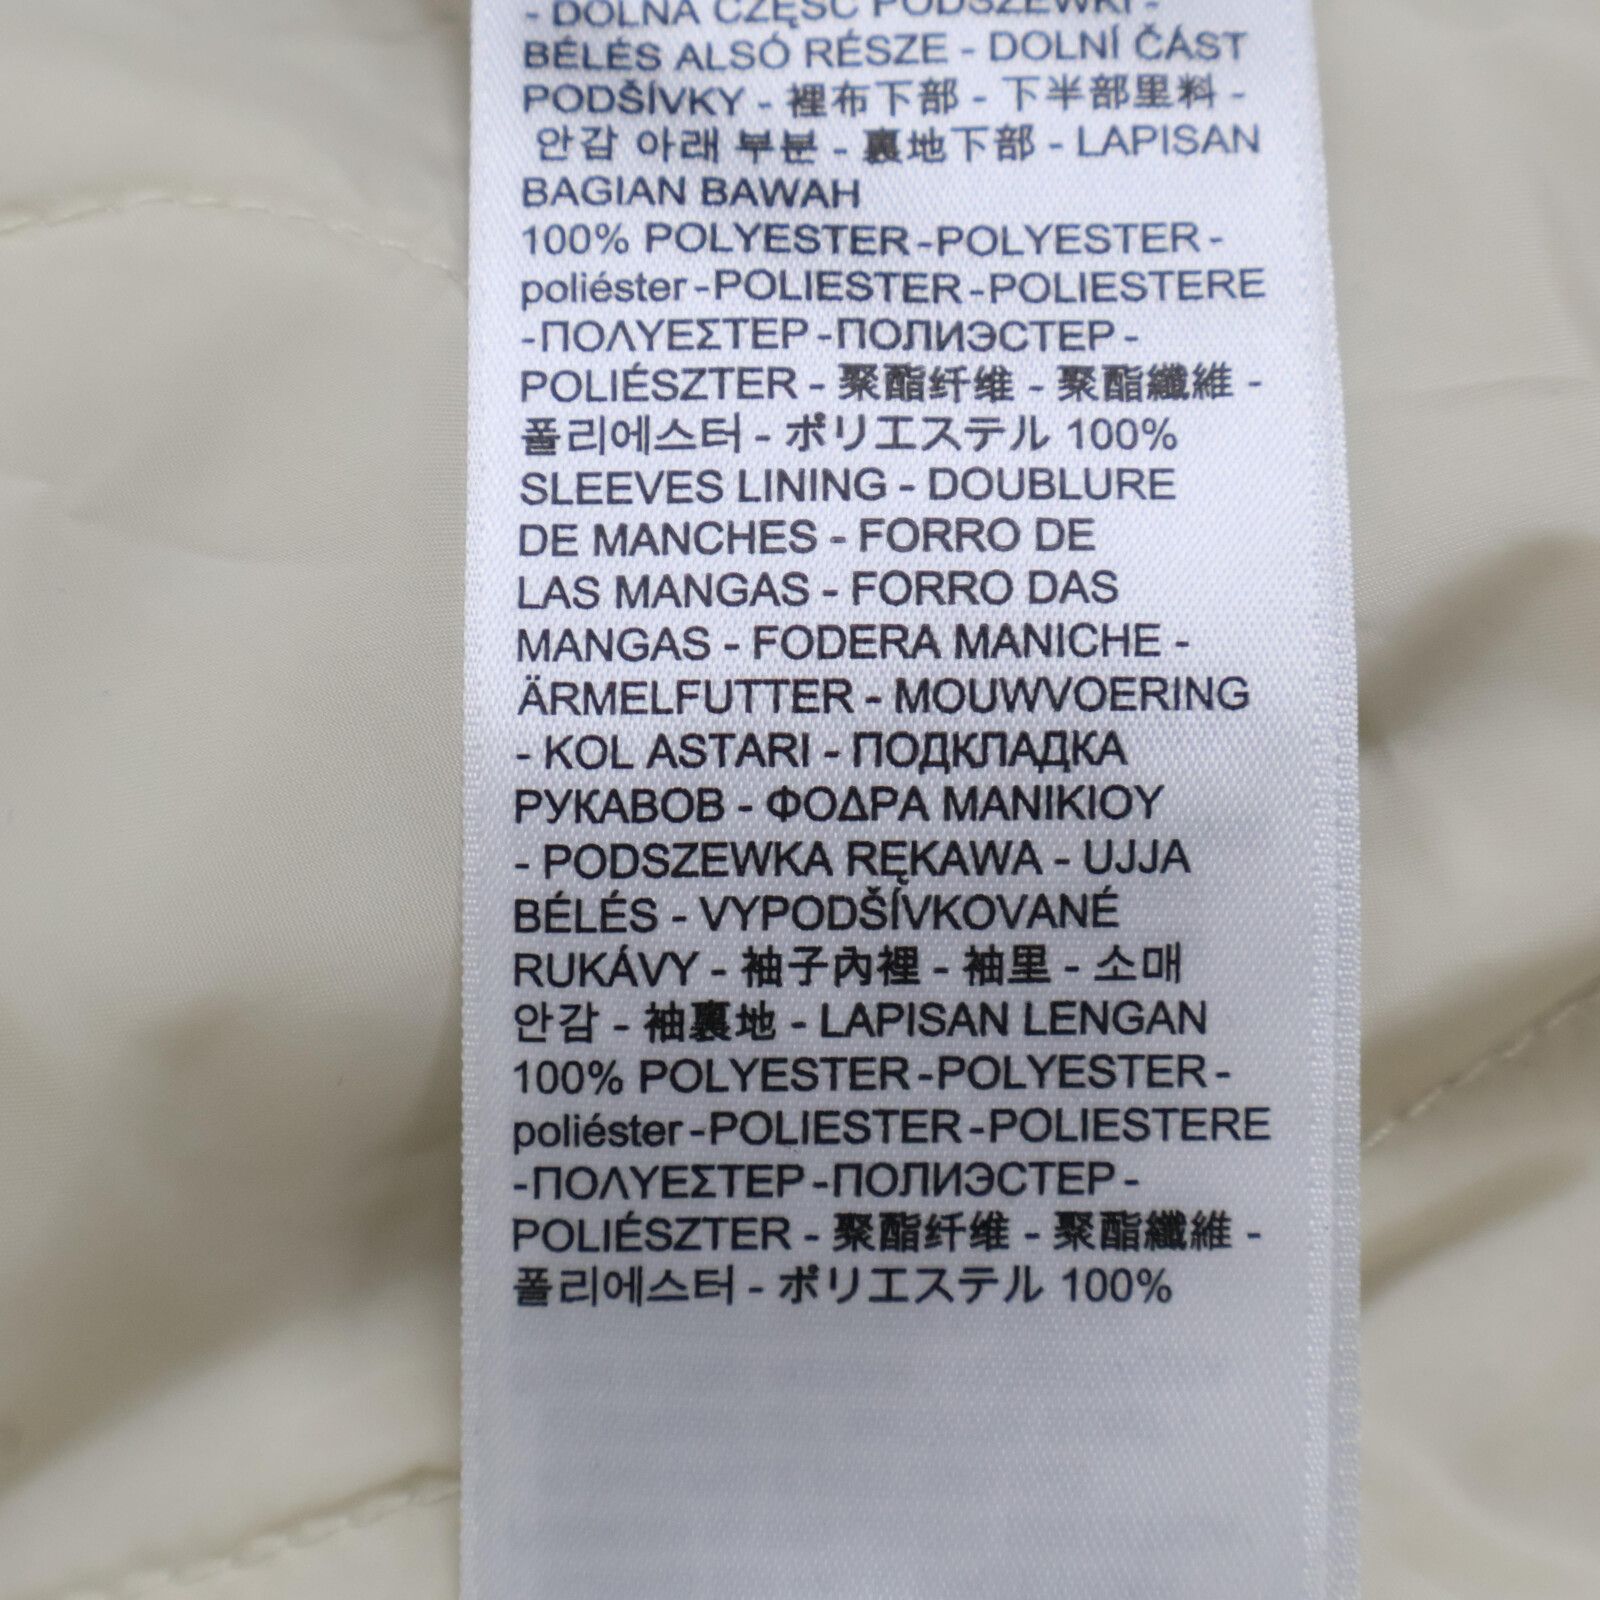 - DOLNA CZĘŚĆ PODSZEWKI -
BÉLÉS ALSÓ RÉSZE - DOLNÍ ČÁST
PODŠÍVKY - 裡布下部 - 下半部里料 -
안감 아래 부분 - 裏地下部 - LAPISAN
BAGIAN BAWAH
100% POLYESTER -POLYESTER -
poliéster -POLIESTER -POLIESTERE
-ΠΟΛΥΕΣΤΕΡ -ПОЛИЭСТЕР -
POLIÉSZTER - 聚酯纤维 - 聚酯纖維 -
폴리에스터 - ポリエステル 100%
SLEEVES LINING - DOUBLURE
DE MANCHES - FORRO DE
LAS MANGAS - FORRO DAS
MANGAS - FODERA MANICHE -
ÄRMELFUTTER - MOUWVOERING
- KOL ASTARI - ПОДКЛАДКА
РУКАВОВ - ΦΟΔΡΑ ΜΑΝΙΚΙΟΥ
- PODSZEWKA RĘKAWA - UJJA
BÉLÉS - VYPODŠÍVKOVANÉ
RUKÁVY - 袖子內裡 - 袖里 - 소매
안감 - 袖裏地 - LAPISAN LENGAN
100% POLYESTER -POLYESTER -
poliéster -POLIESTER -POLIESTERE
-ΠΟΛΥΕΣΤΕΡ -ПОЛИЭСТЕР -
POLIÉSZTER - 聚酯纤维 - 聚酯纖維 -
폴리에스터 - ポリエステル 100%